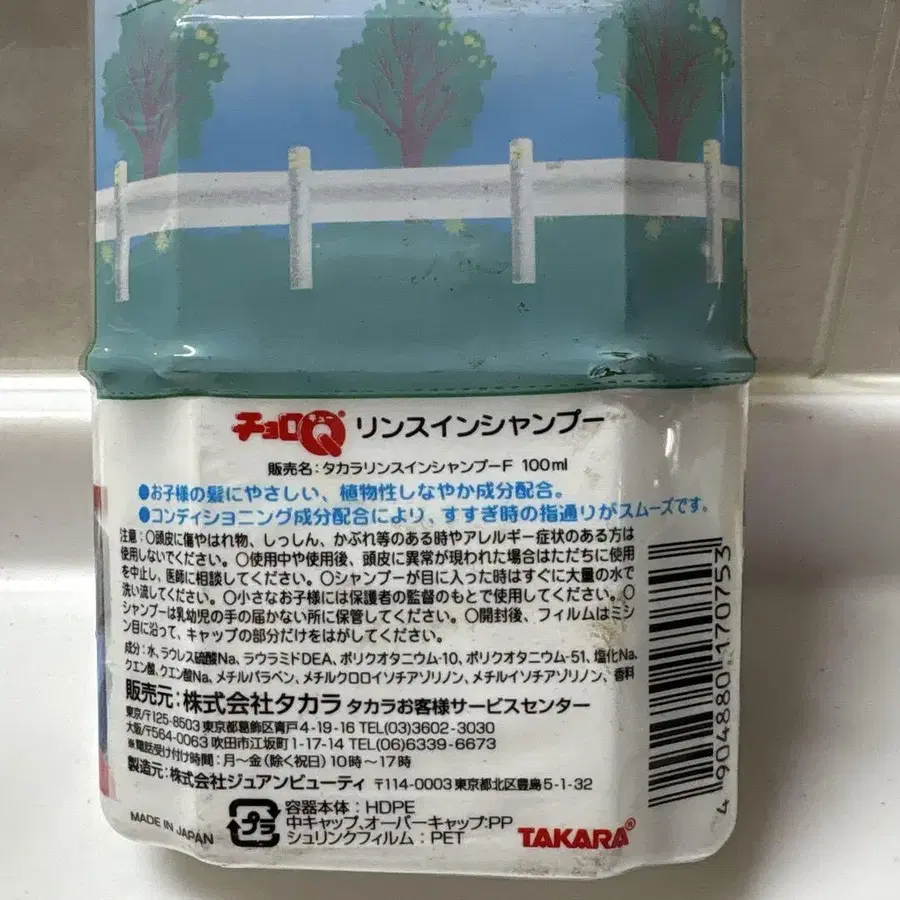 チョロQ キュー リンスインシャンプー
販売名：タカラリンスインシャンプーF 100ml
●お子様の髪にやさしい、植物性しなやか成分配合。
●コンディショニング成分配合により、すすぎ時の指通りがスムーズです。
注意：○頭皮に傷やはれ物、しっしん、かぶれ等のある時やアレルギー症状のある方は
使用しないでください。○使用中や使用後、頭皮に異常が現われた場合はただちに使用
を中止し、医師に相談してください。○シャンプーが目に入った時はすぐに大量の水で
洗い流してください。○小さなお子様には保護者の監督のもとで使用してください。○
シャンプーは乳幼児の手の届かない所に保管してください。○開封後、フィルムはミシ
ン目に沿って、キャップの部分だけをはがしてください。
成分：水、ラウレス硫酸Na、ラウラミドDEA、ポリクオタニウム-10、ポリクオタニウム-51、塩化Na、
クエン酸、クエン酸Na、メチルパラベン、メチルクロロイソチアゾリノン、メチルイソチアゾリノン、香料
販売元：株式会社タカラ タカラお客様サービスセンター
東京/〒125-8503 東京都葛飾区青戸4-19-16 TEL(03)3602-3030
大阪/〒564-0063 吹田市江坂町1-17-14 TEL(06)6339-6673
※電話受け付け時間：月〜金（除く祝日）10時〜17時
製造元：株式会社ジュアンビューティ 〒114-0003 東京都北区豊島5-1-32
MADE IN JAPAN
プラ
容器本体：HDPE
中キャップ、オーバーキャップ：PP
シュリンクフィルム：PET
TAKARA®
4 904880 170753